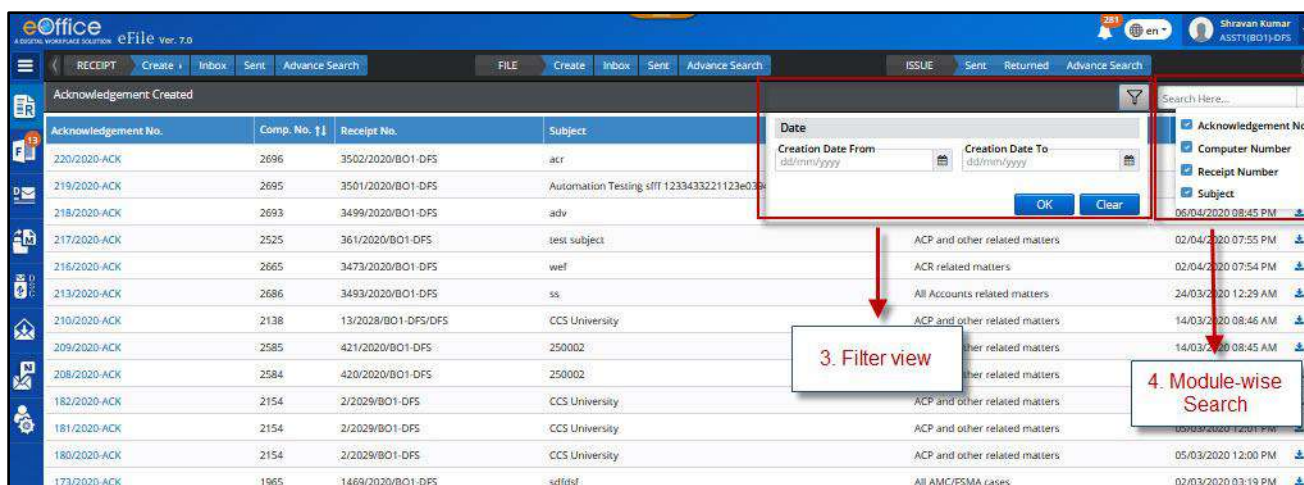 eOffice
A DIGITAL WORKPLACE SOLUTION eFile Ver. 7.0
281
en
Shravan Kumar
ASST1(BO1)-DFS
RECEIPT Create Inbox Sent Advance Search FILE Create Inbox Sent Advance Search ISSUE Sent Returned Advance Search
Acknowledgement Created
Search Here...
Acknowledgement No. Comp. No. Receipt No. Subject
Date
Creation Date From Creation Date To
dd/mm/yyyy dd/mm/yyyy
OK Clear
Acknowledgement No
Computer Number
Receipt Number
Subject
13
220/2020-ACK 2696 3502/2020/BO1-DFS acr
219/2020-ACK 2695 3501/2020/BO1-DFS Automation Testing sfff 1233433221123e0394
218/2020-ACK 2693 3499/2020/BO1-DFS adv 06/04/2020 08:45 PM
217/2020-ACK 2525 361/2020/BO1-DFS test subject ACP and other related matters 02/04/2020 07:55 PM
216/2020-ACK 2665 3473/2020/BO1-DFS wef ACR related matters 02/04/2020 07:54 PM
213/2020-ACK 2686 3493/2020/BO1-DFS ss All Accounts related matters 24/03/2020 12:29 AM
210/2020-ACK 2138 13/2028/BO1-DFS/DFS CCS University ACP and other related matters 14/03/2020 08:46 AM
209/2020-ACK 2585 421/2020/BO1-DFS 250002 other related matters 14/03/2020 08:45 AM
208/2020-ACK 2584 420/2020/BO1-DFS 250002 other related matters
182/2020-ACK 2154 2/2029/BO1-DFS CCS University ACP and other related matters
181/2020-ACK 2154 2/2029/BO1-DFS CCS University ACP and other related matters 05/03/2020 12:01 PM
180/2020-ACK 2154 2/2029/BO1-DFS CCS University ACP and other related matters 05/03/2020 12:00 PM
173/2020-ACK 1965 1469/2020/BO1-DFS sdfdsf All AMC/FSMA cases 02/03/2020 03:19 PM
3. Filter view
4. Module-wise
Search